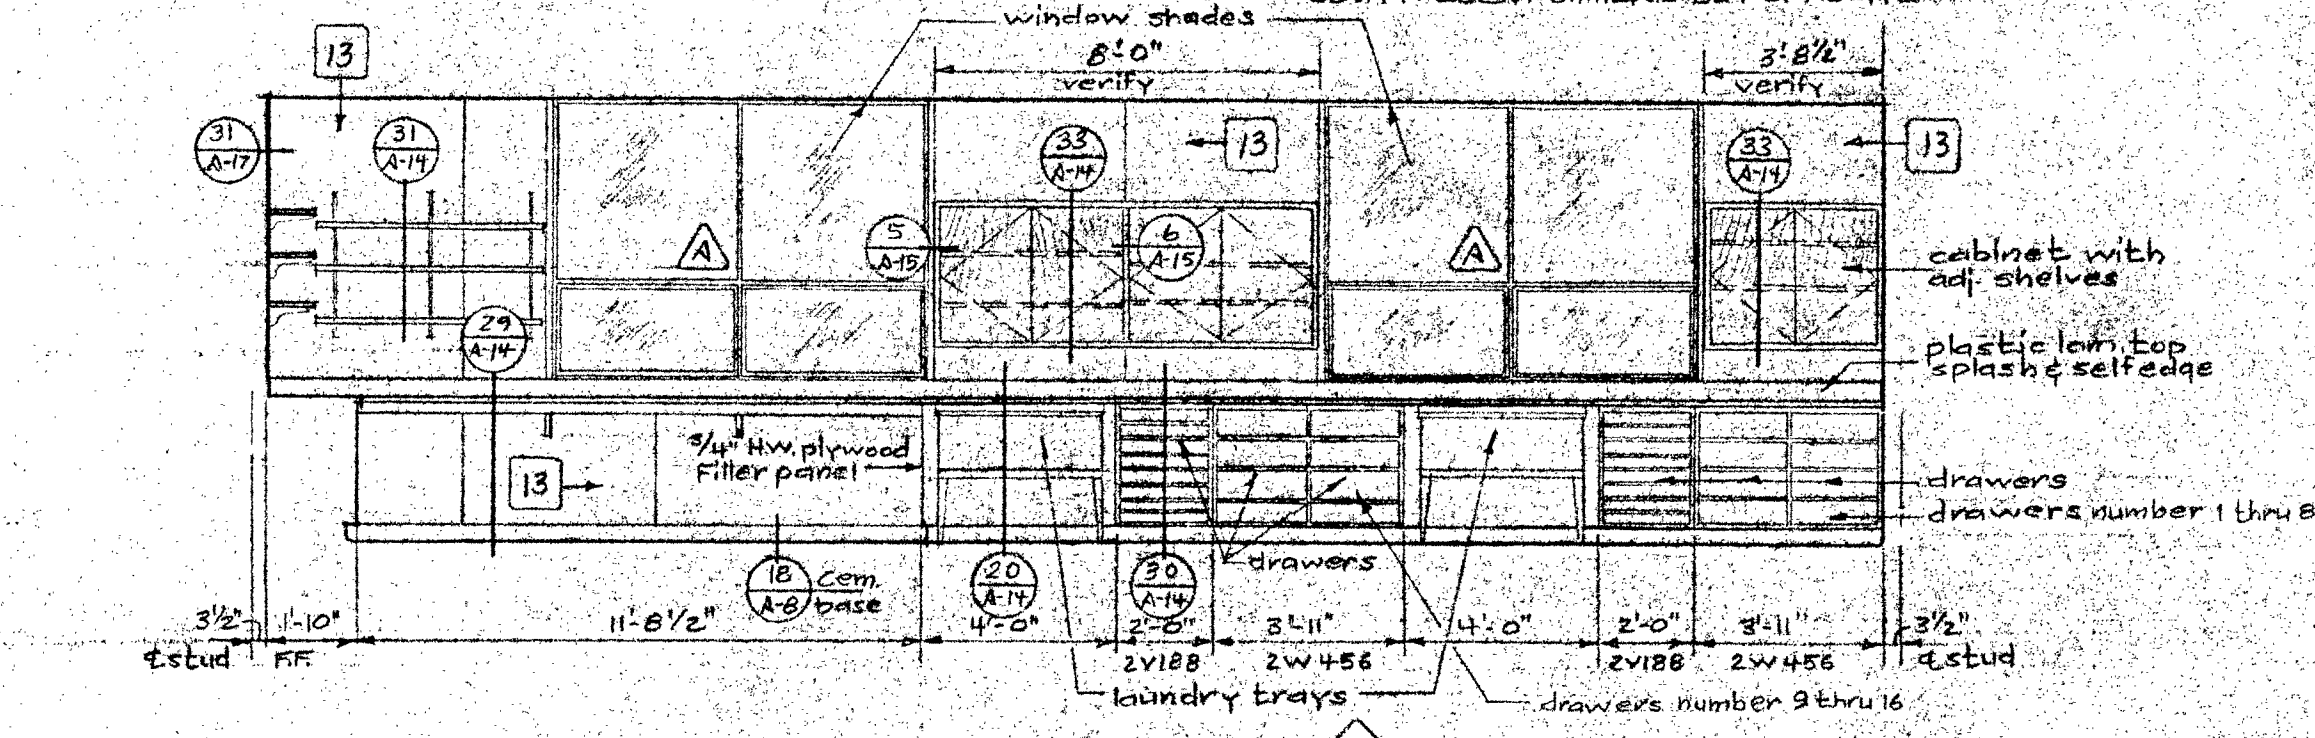 window shades
8'-0"
verify
3'-8½"
verify
13
31
A-17
31
A-14
33
A-14
13
33
A-14
13
5
A-15
6
A-15
A
A
cabinet with
adj. shelves
29
A-14
plastic lam. top
splash & self edge
3/4" H.W. plywood
Filler panel
13
drawers
drawers number 1 thru 8
drawers
18
A-8
Cem.
base
20
A-14
30
A-14
3½"
1'-10"
11'-8½"
4'-0"
2'-0"
3'-11"
4'-0"
2'-0"
3'-11"
3½"
℄ stud
F.F.
2V188
2W456
2V188
2W456
℄ stud
laundry trays
drawers number 9 thru 16